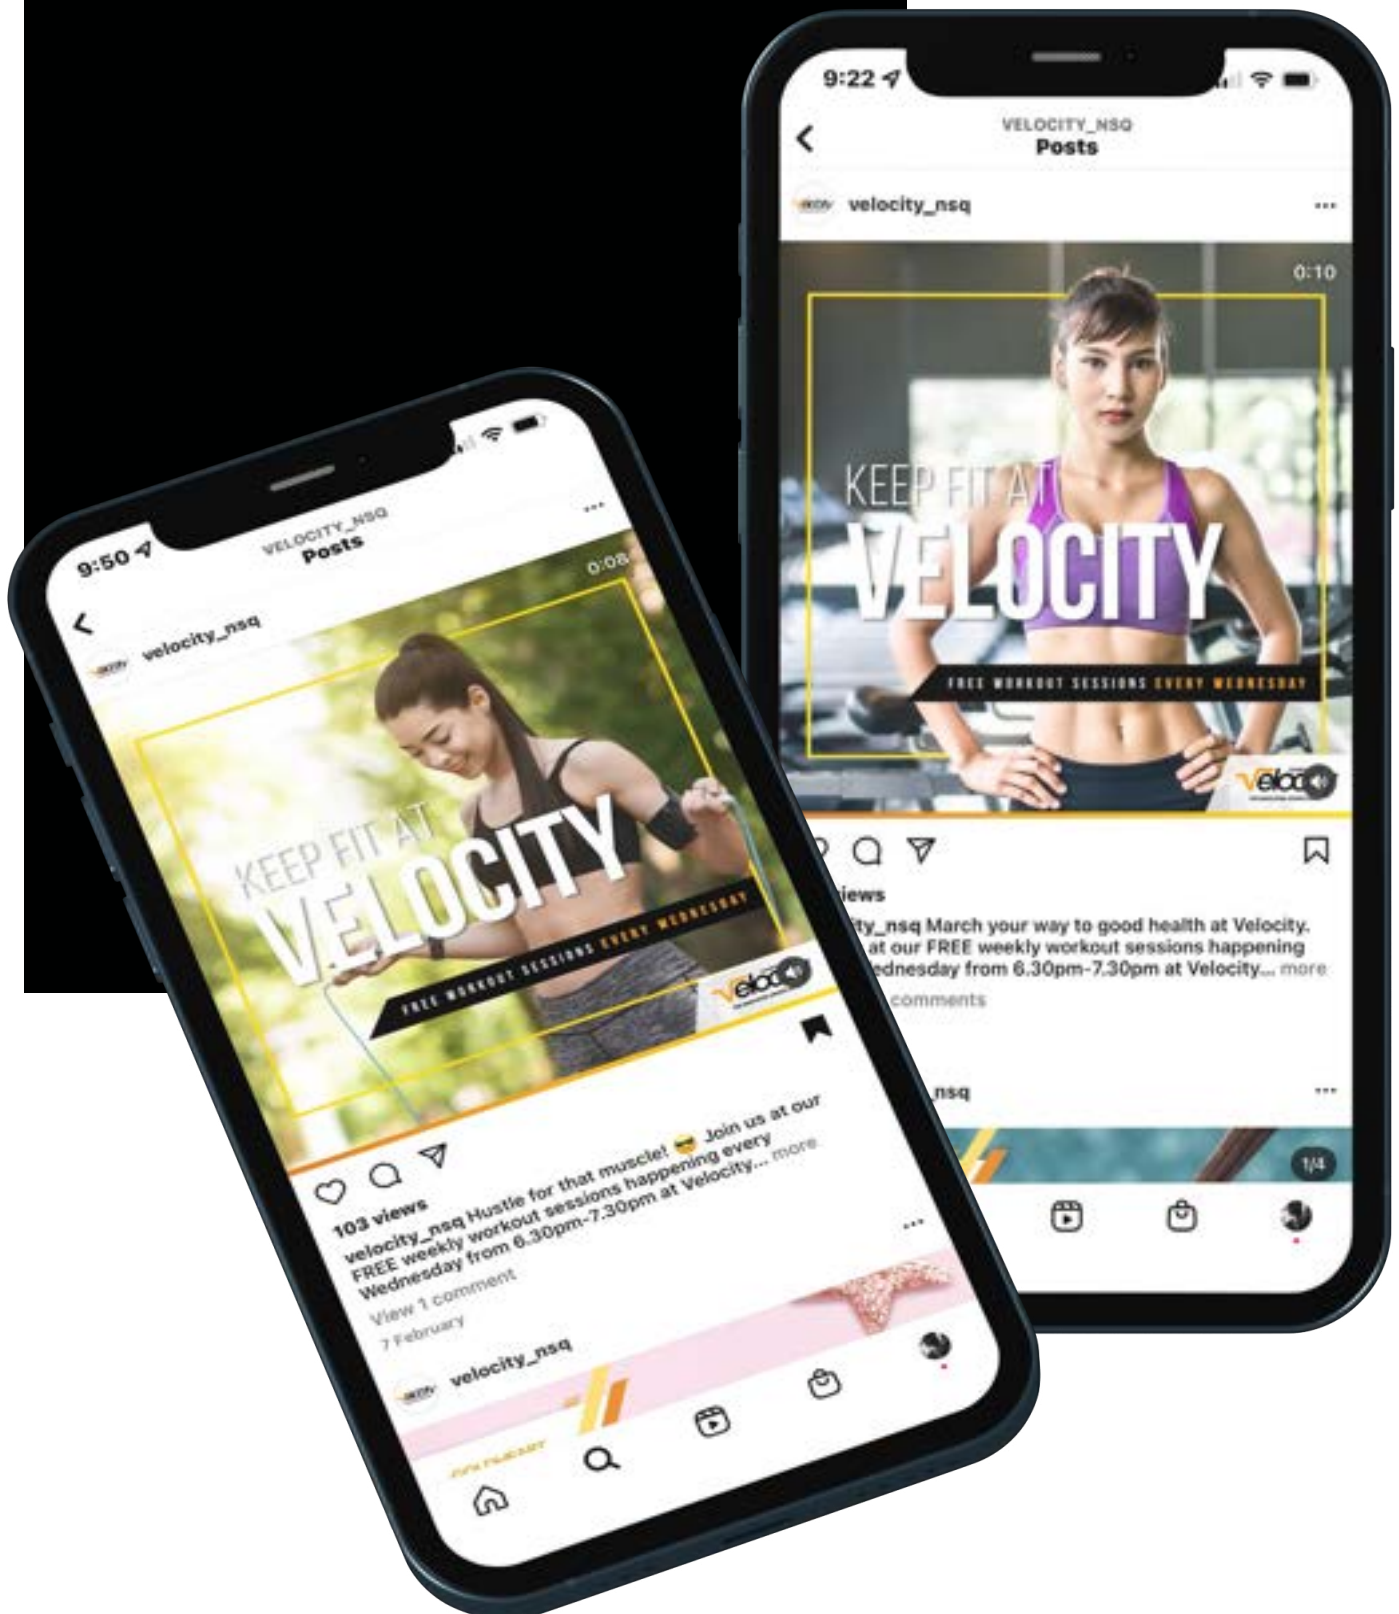 9:50
VELOCITY_NSQ
Posts
velocity_nsq
0:08
KEEP FIT AT
VELOCITY
FREE WORKOUT SESSIONS EVERY WEDNESDAY
103 views
velocity_nsq Hustle for that muscle! 😎 Join us at our
FREE weekly workout sessions happening every
Wednesday from 6.30pm-7.30pm at Velocity... more
View 1 comment
7 February
velocity_nsq
9:22
VELOCITY_NSQ
Posts
velocity_nsq
0:10
KEEP FIT AT
VELOCITY
FREE WORKOUT SESSIONS EVERY WEDNESDAY
iews
ity_nsq March your way to good health at Velocity.
at our FREE weekly workout sessions happening
ednesday from 6.30pm-7.30pm at Velocity... more
comments
_nsq
1/4